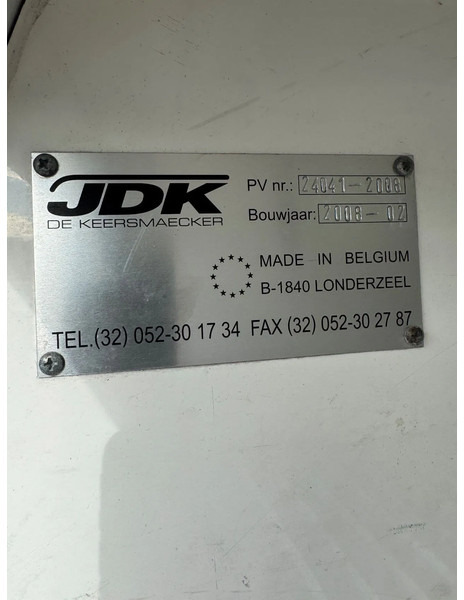 JDK
DE KEERSMAECKER
PV nr.: 24041-2008
Bouwjaar: 2008-02
MADE IN BELGIUM
B-1840 LONDERZEEL
TEL.(32) 052-30 17 34 FAX (32) 052-30 27 87